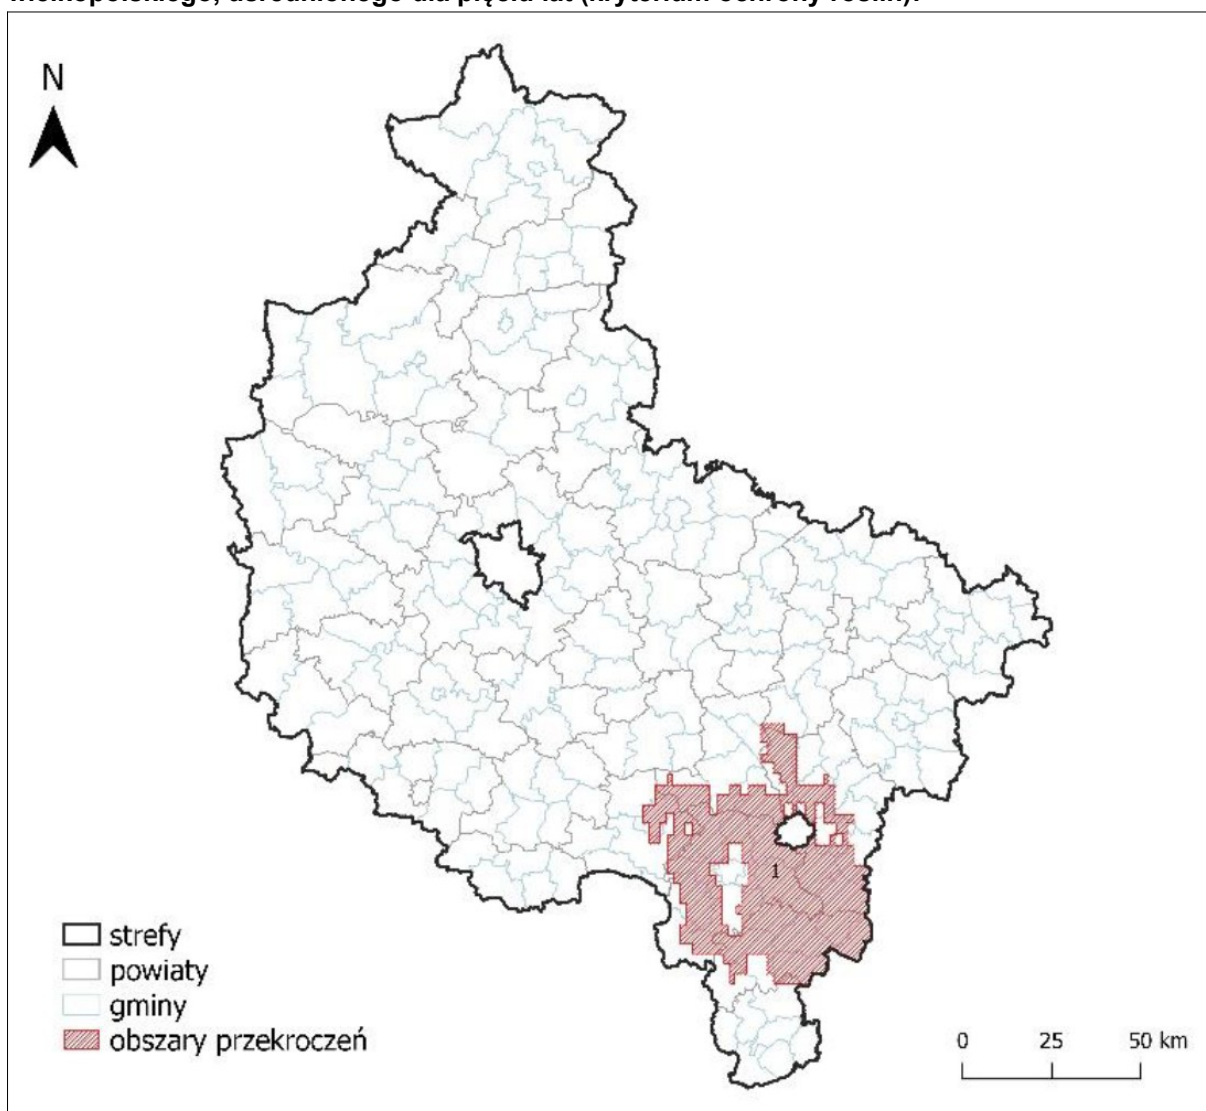 wielkopolskiego, uśrednionego dla pięciu lat (kryterium ochrony roślin).
N
1
strefy
powiaty
gminy
obszary przekroczeń
0 25 50 km